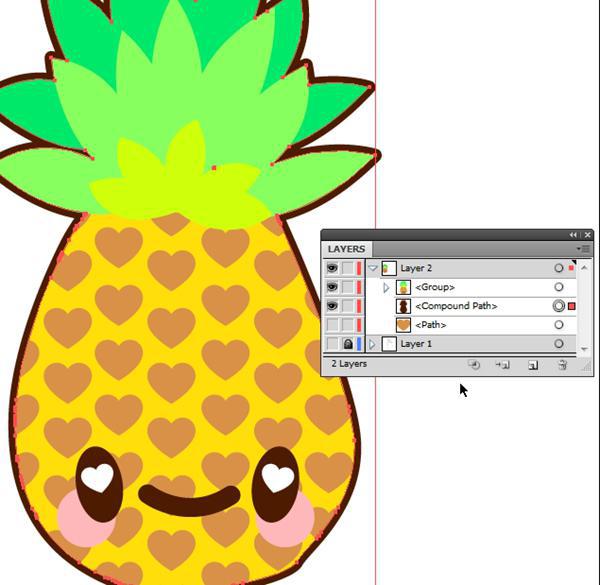 LAYERS
Layer 2
<Group>
<Compound Path>
<Path>
Layer 1
2 Layers